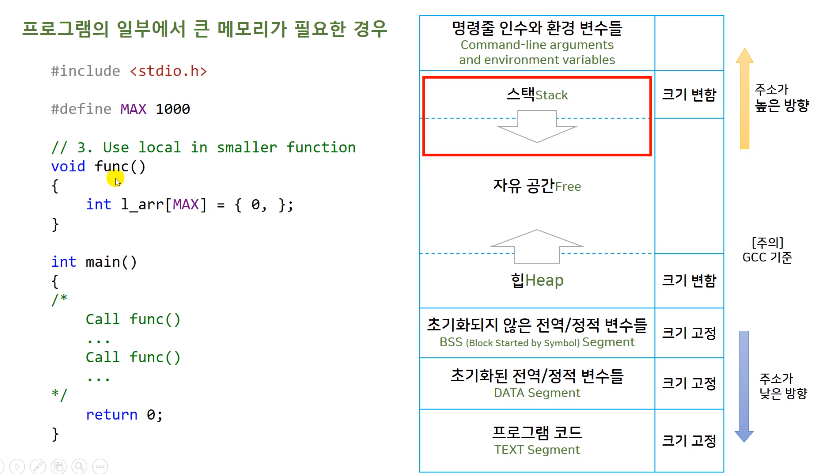 프로그램의 일부에서 큰 메모리가 필요한 경우
#include <stdio.h>
#define MAX 1000
// 3. Use local in smaller function
void func()
{
int l_arr[MAX] = { 0, };
}
int main()
{
/*
Call func()
...
Call func()
...
*/
return 0;
}
명령줄 인수와 환경 변수들
Command-line arguments
and environment variables
스택Stack
크기 변함
자유 공간Free
힙Heap
크기 변함
초기화되지 않은 전역/정적 변수들
BSS (Block Started by Symbol) Segment
크기 고정
초기화된 전역/정적 변수들
DATA Segment
크기 고정
프로그램 코드
TEXT Segment
크기 고정
주소가
높은 방향
[주의]
GCC 기준
주소가
낮은 방향